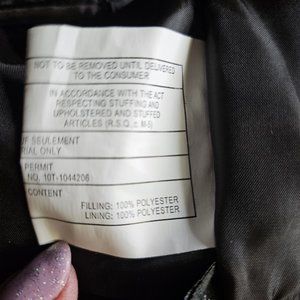 NOT TO BE REMOVED UNTIL DELIVERED
TO THE CONSUMER
IN ACCORDANCE WITH THE ACT
RESPECTING STUFFING AND
UPHOLSTERED AND STUFFED
ARTICLES (R.S.Q., c. M-5)
SEULEMENT
RIAL ONLY
PERMIT
NO. 10T-1044206
CONTENT
FILLING: 100% POLYESTER
LINING: 100% POLYESTER